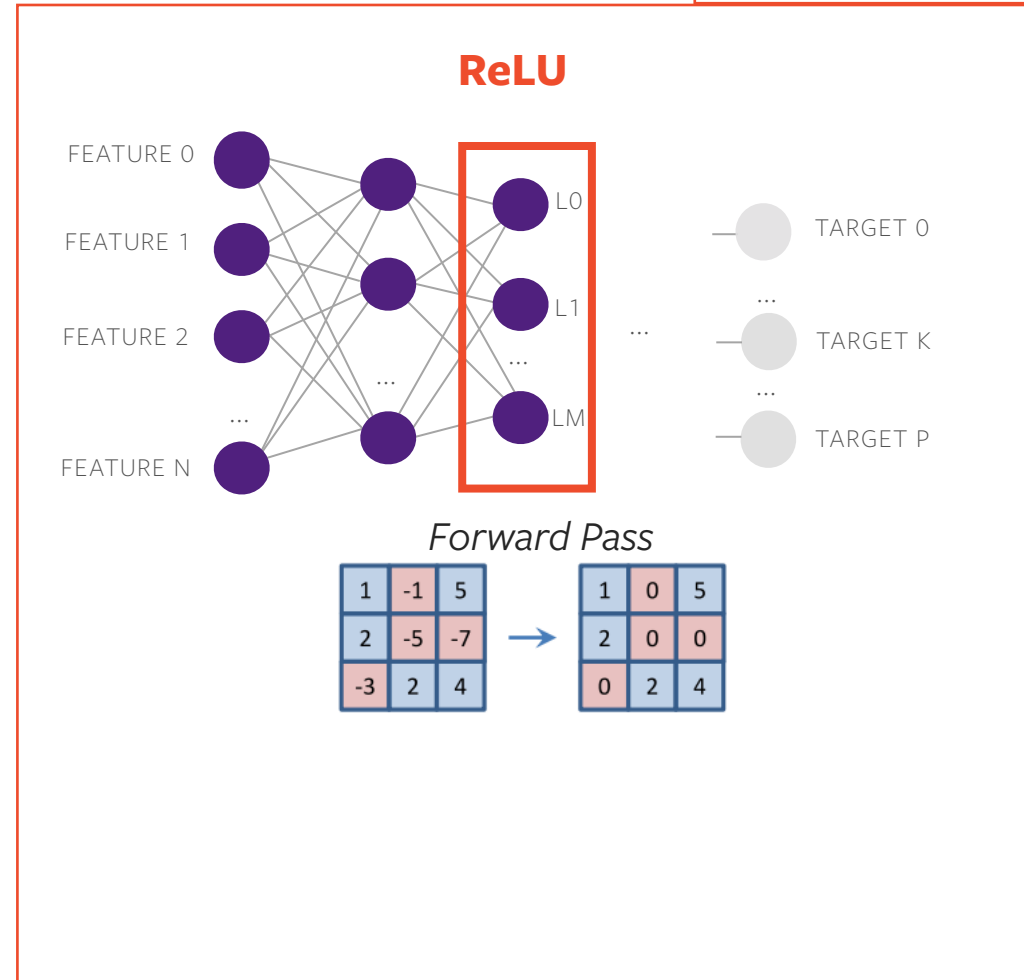 ReLU
FEATURE 0
FEATURE 1
FEATURE 2
...
FEATURE N
...
L0
L1
...
LM
...
TARGET 0
...
TARGET K
...
TARGET P
Forward Pass
1 -1 5
2 -5 -7
-3 2 4
1 0 5
2 0 0
0 2 4